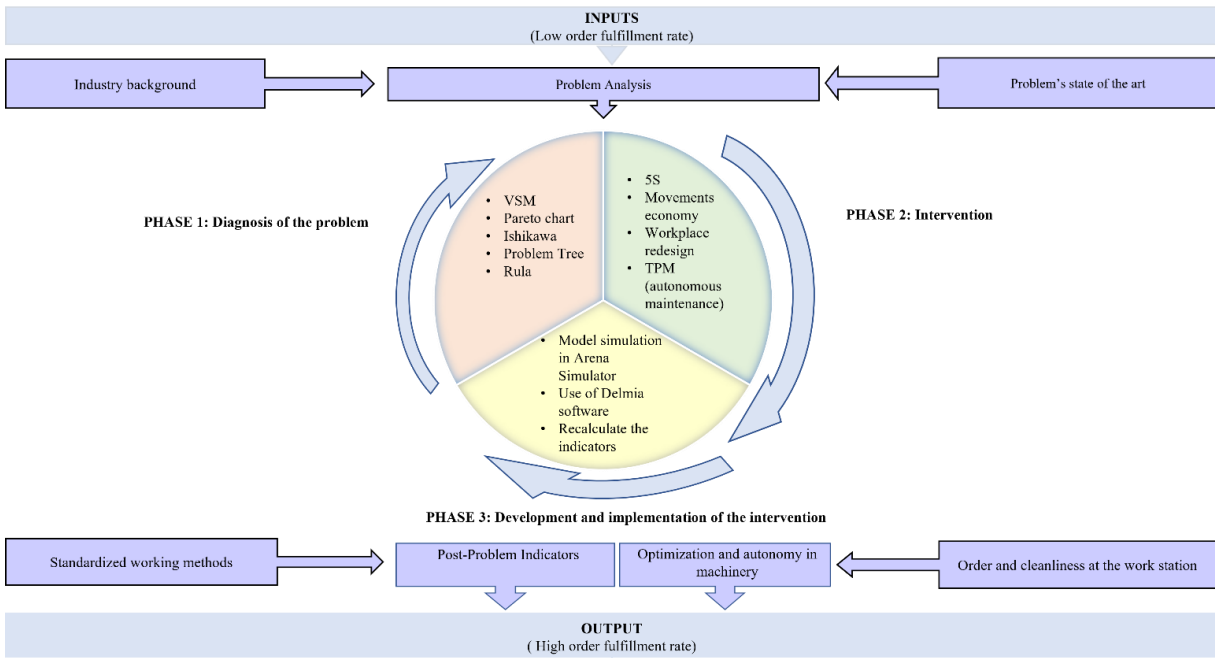 INPUTS
(Low order fulfillment rate)
Industry background
Problem Analysis
Problem's state of the art
PHASE 1: Diagnosis of the problem
• VSM
• Pareto chart
• Ishikawa
• Problem Tree
• Rula
• 5S
• Movements
economy
• Workplace
redesign
• TPM
(autonomous
maintenance)
PHASE 2: Intervention
• Model simulation
in Arena
Simulator
• Use of Delmia
software
• Recalculate the
indicators
PHASE 3: Development and implementation of the intervention
Standardized working methods
Post-Problem Indicators
Optimization and autonomy in
machinery
Order and cleanliness at the work station
OUTPUT
( High order fulfillment rate)